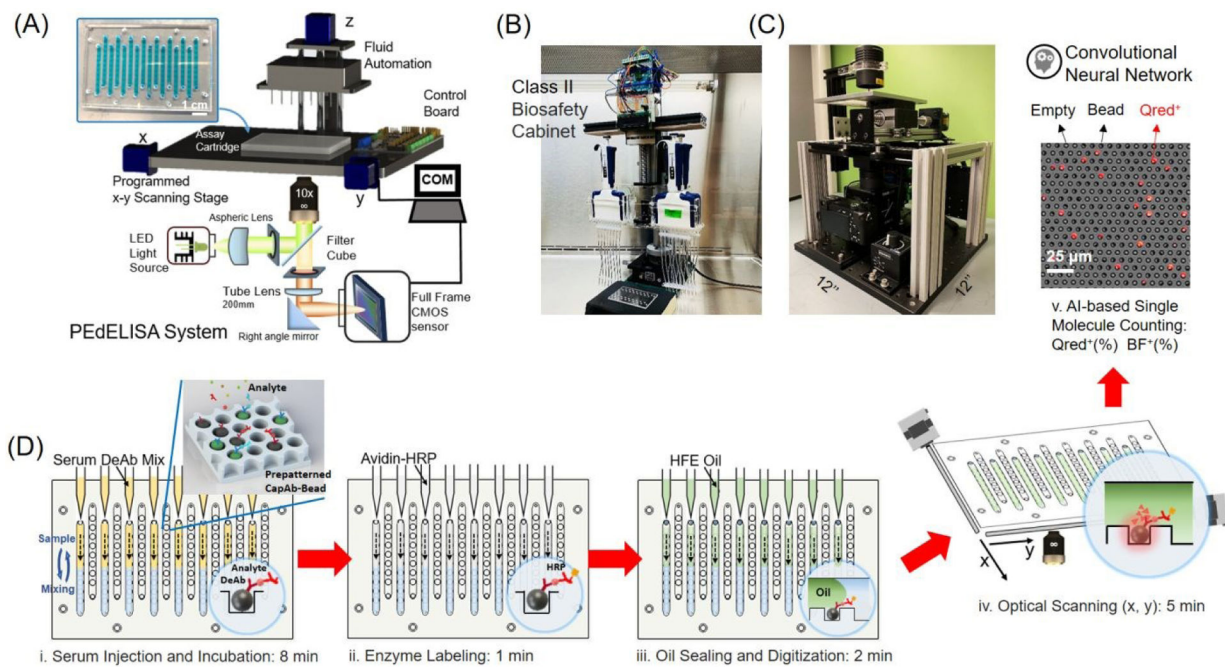 (A)
z
Fluid
Automation
Control
Board
1 cm
Assay
Cartridge
x
Programmed
x-y Scanning Stage
y
COM
10x
∞
Aspheric Lens
LED
Light
Source
Filter
Cube
Tube Lens
200mm
Full Frame
CMOS
sensor
Right angle mirror
PEdELISA System
(B)
Class II
Biosafety
Cabinet
(C)
12”
12”
Convolutional
Neural Network
Empty
Bead
Qred⁺
25 μm
v. AI-based Single
Molecule Counting:
Qred⁺(%) BF⁺(%)
(D)
Analyte
Prepatterned
CapAb-Bead
Serum DeAb Mix
Sample
Mixing
Analyte
DeAb
i. Serum Injection and Incubation: 8 min
Avidin-HRP
HRP
ii. Enzyme Labeling: 1 min
HFE Oil
Oil
iii. Oil Sealing and Digitization: 2 min
x
y
∞
iv. Optical Scanning (x, y): 5 min